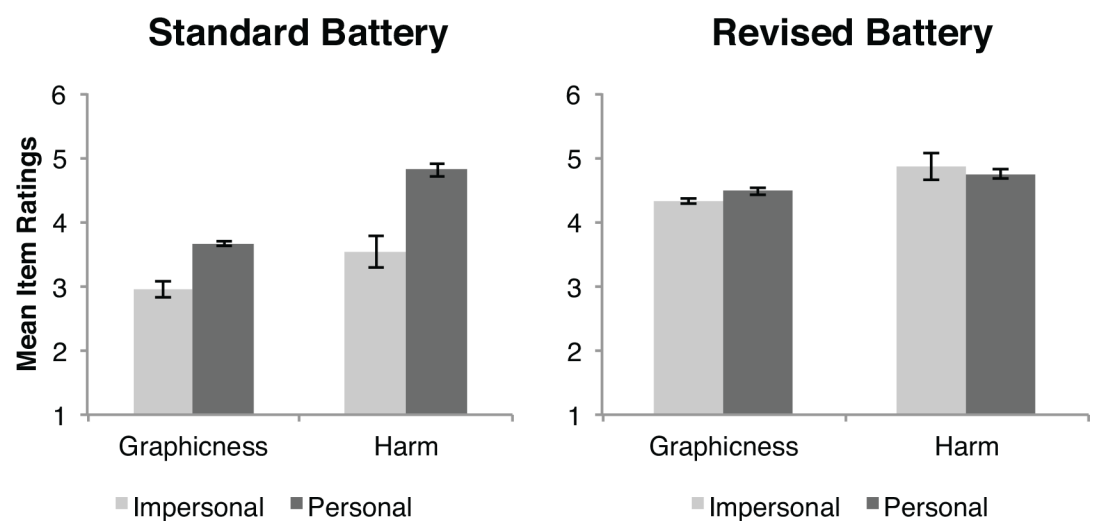 Standard Battery
Mean Item Ratings
6
5
4
3
2
1
Graphicness Harm
Impersonal Personal
Revised Battery
6
5
4
3
2
1
Graphicness Harm
Impersonal Personal